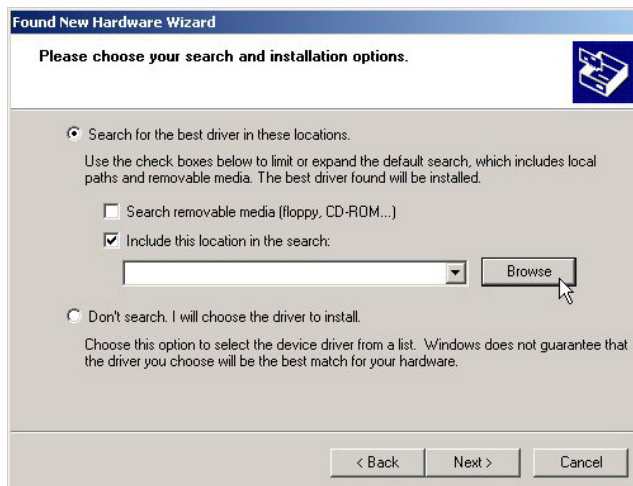 Found New Hardware Wizard
Please choose your search and installation options.
Search for the best driver in these locations.
Use the check boxes below to limit or expand the default search, which includes local
paths and removable media. The best driver found will be installed.
Search removable media (floppy, CD-ROM...)
Include this location in the search:
Browse
Don't search. I will choose the driver to install.
Choose this option to select the device driver from a list. Windows does not guarantee that
the driver you choose will be the best match for your hardware.
< Back Next > Cancel